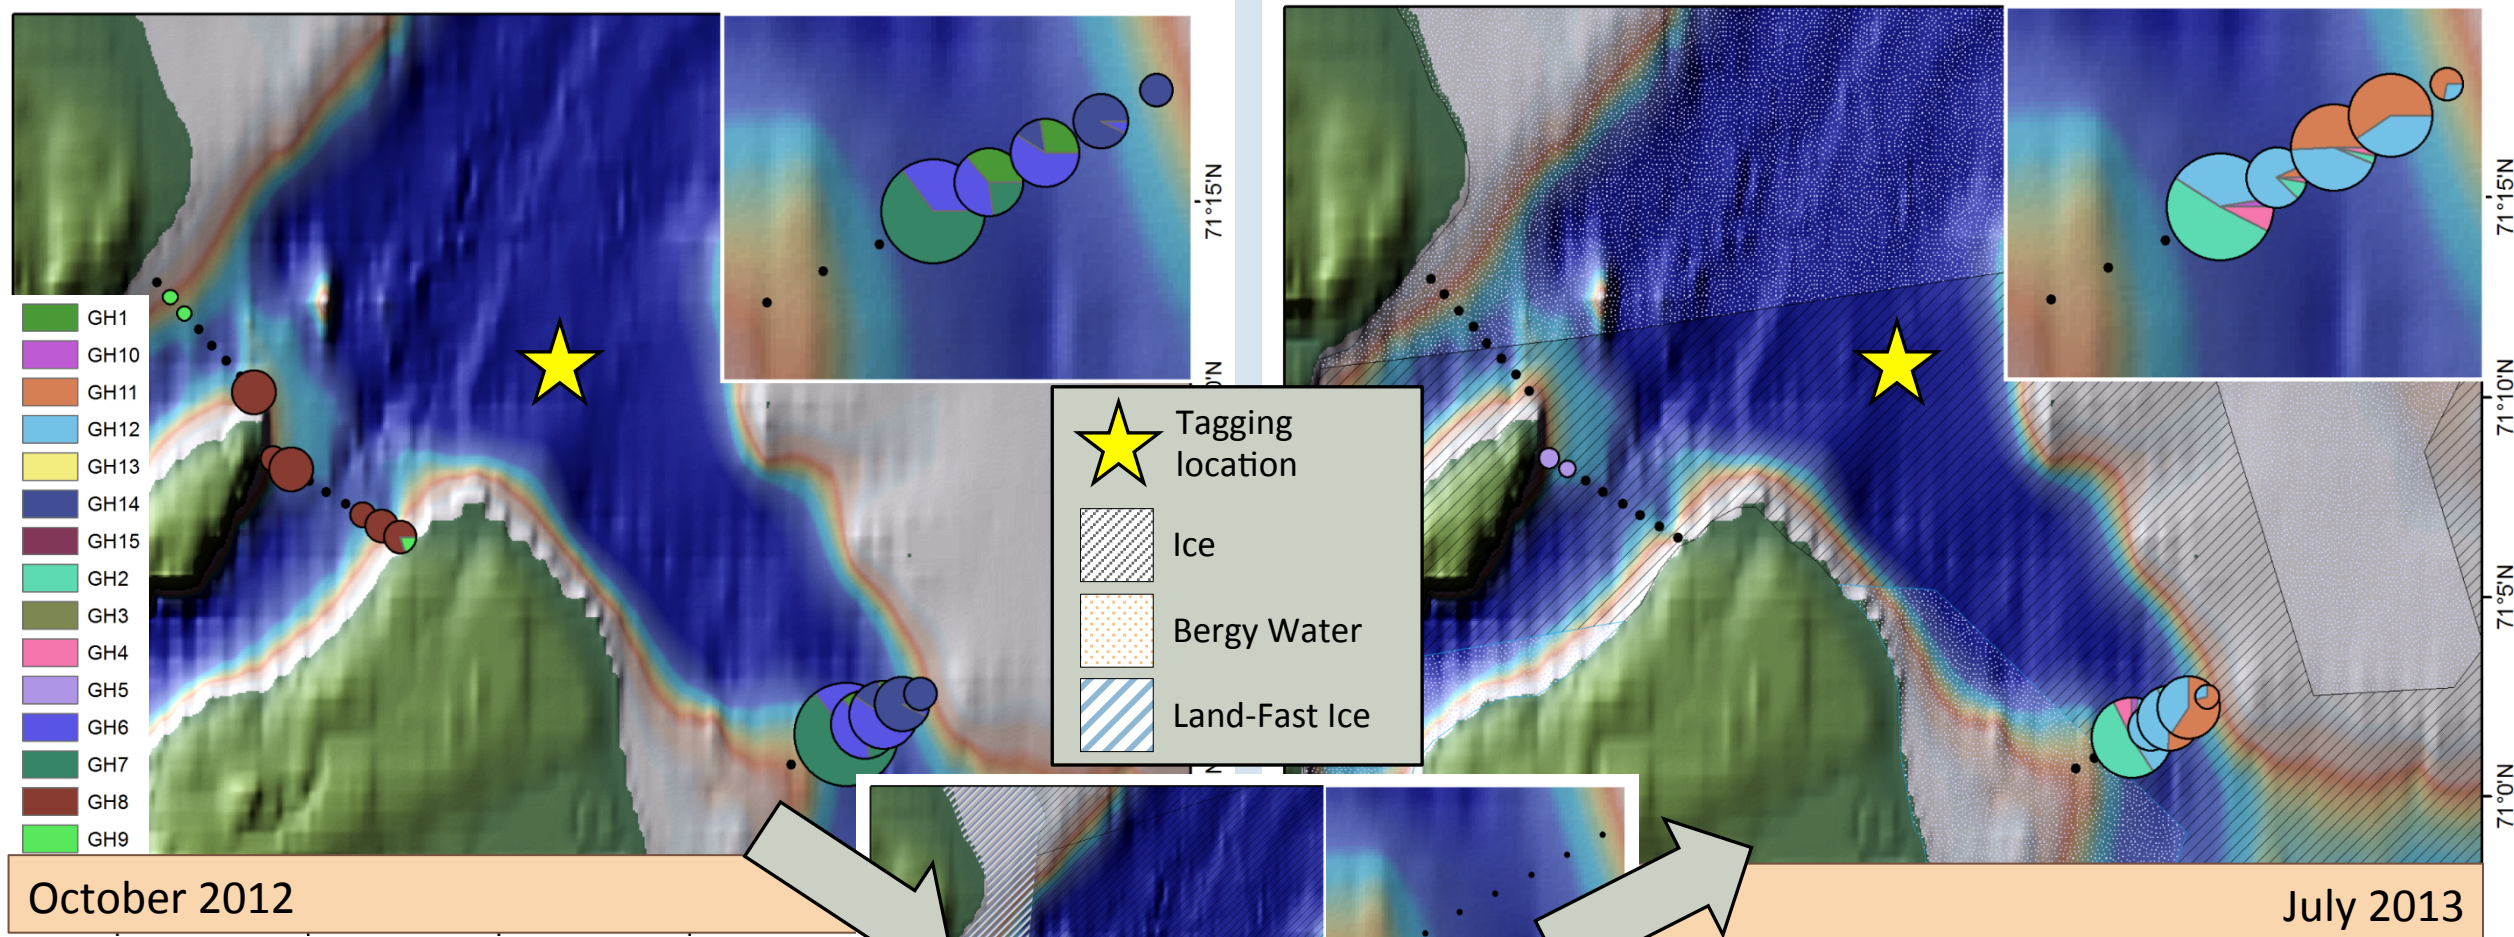 GH1
GH10
GH11
GH12
GH13
GH14
GH15
GH2
GH3
GH4
GH5
GH6
GH7
GH8
GH9
71°15'N
0'N
N
Tagging
location
Ice
Bergy Water
Land-Fast Ice
71°15'N
71°10'N
71°5'N
71°0'N
October 2012
July 2013